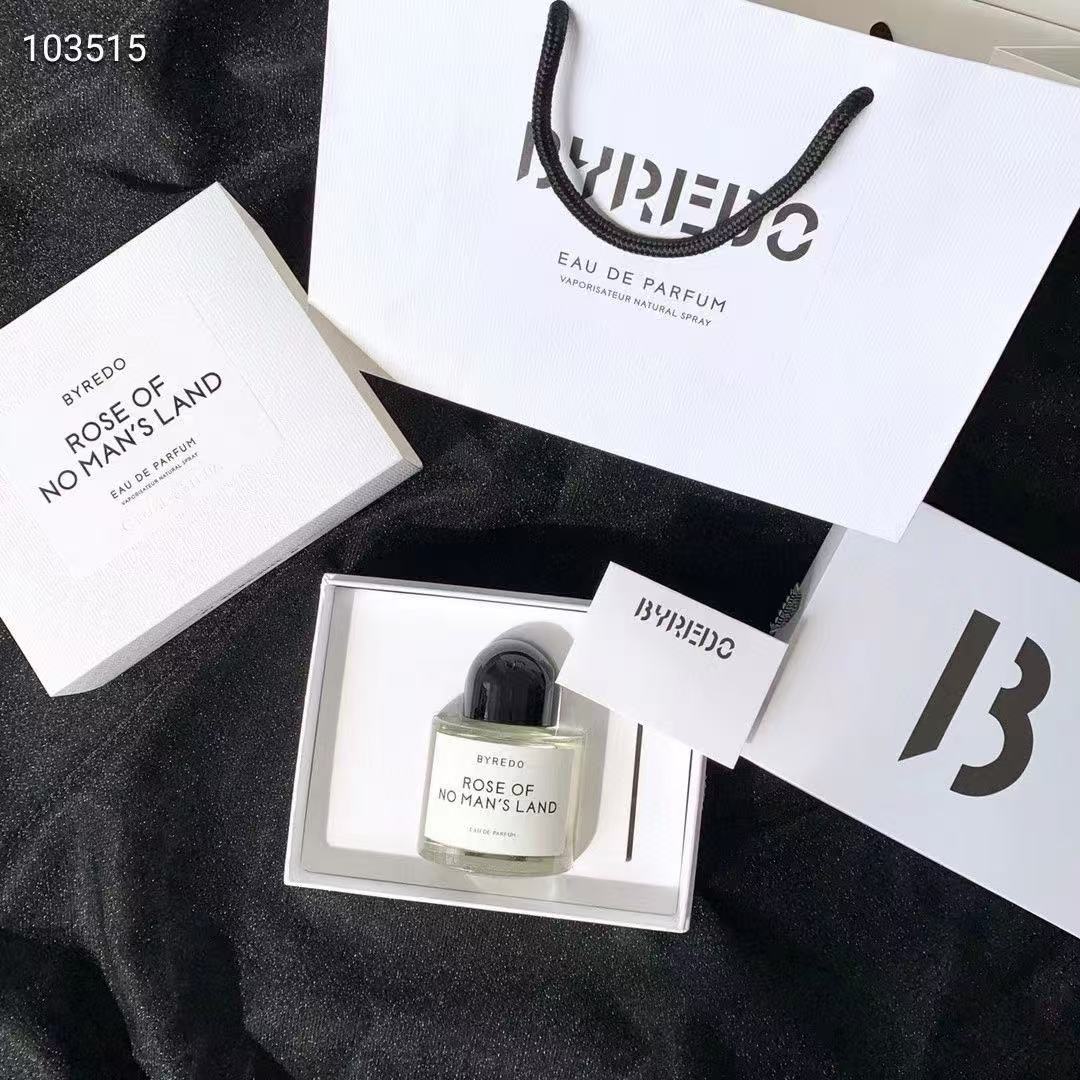 103515
BYREDO
EAU DE PARFUM
VAPORISATEUR NATURAL SPRAY
BYREDO
ROSE OF
NO MAN'S LAND
EAU DE PARFUM
VAPORISATEUR NATURAL SPRAY
BYREDO
B
BYREDO
ROSE OF
NO MAN'S LAND
EAU DE PARFUM